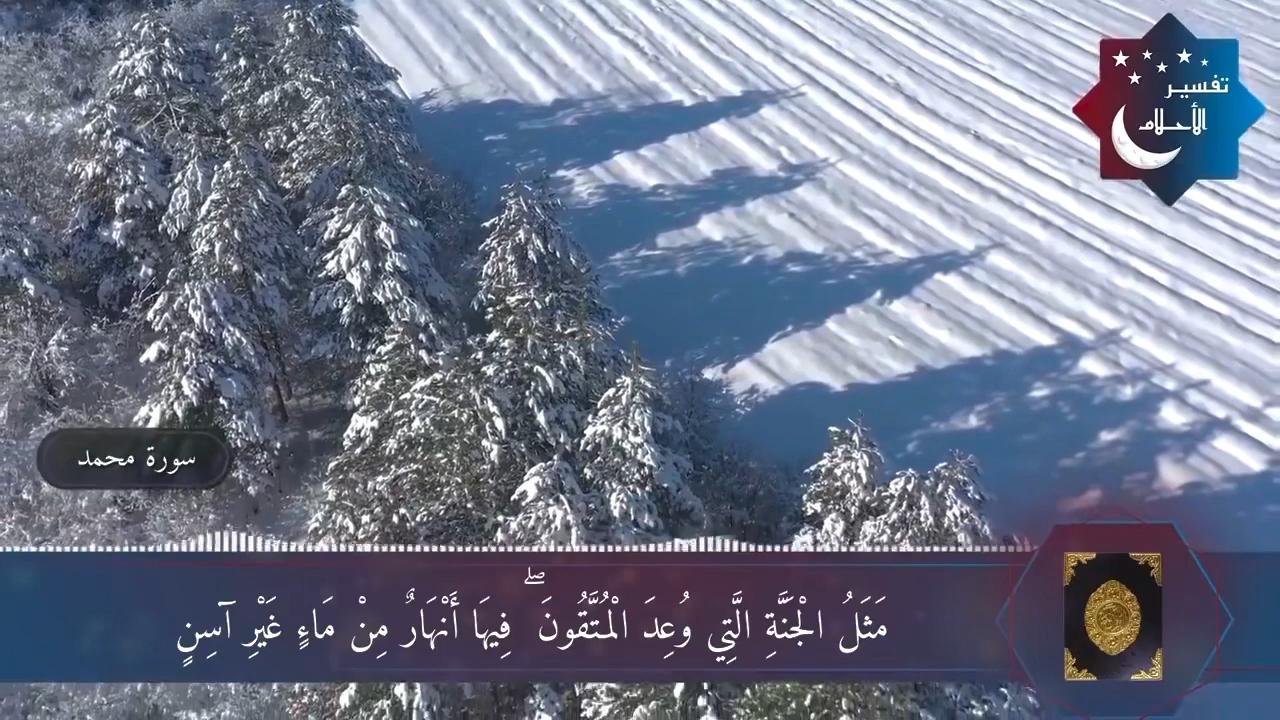 تفسير
الأحلام
سورة محمد
مَثَلُ الْجَنَّةِ الَّتِي وُعِدَ الْمُتَّقُونَ ۖ فِيهَا أَنْهَارٌ مِنْ مَاءٍ غَيْرِ آسِنٍ